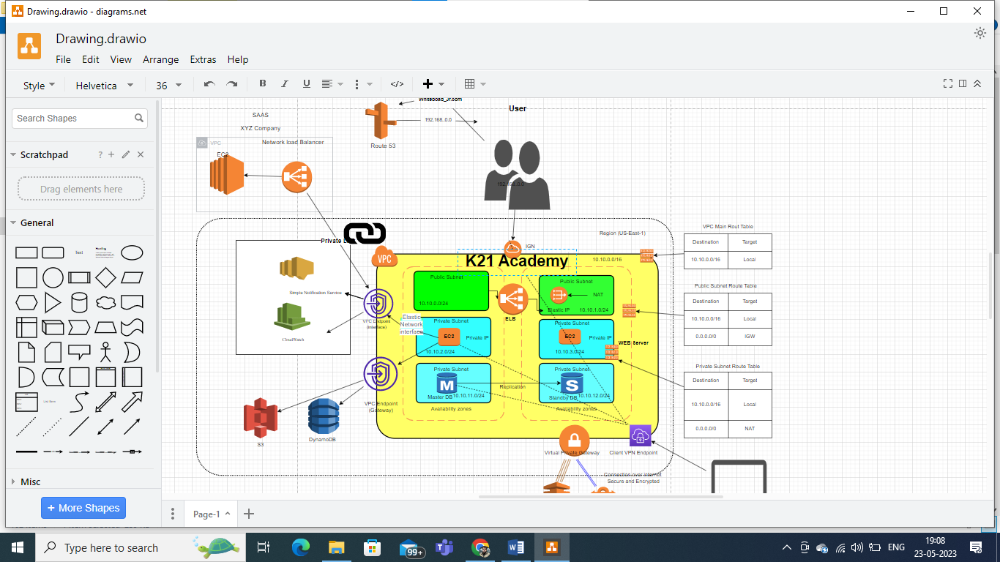 Drawing.drawio - diagrams.net
Drawing.drawio
File Edit View Arrange Extras Help
Style Helvetica 36 B I U </>
Search Shapes
Scratchpad ?
Drag elements here
General
Text
Heading
List Item
Misc
+ More Shapes
SAAS
XYZ Company
VPC
Network load Balancer
EC2
Whiteboad_Jr.com
192.168..0.0
Route 53
User
192.168..0.0
Region (US-East-1)
IGN
VPC
K21 Academy
10.10.0.0/16
Simple Notification Service
CloudWatch
VPC Endpoint
(Interface)
VPC Endpoint
(Gateway)
S3
DynamoDB
Elastic
Network
interface
Public Subnet
10.10.0.0/24
ELB
Public Subnet
NAT
Elastic IP
10.10.1.0/24
Private Subnet
EC2
Private IP
10.10.2.0/24
Private Subnet
EC2
Private IP
10.10.3.0/24
WEB Server
Private Subnet
M
Master DB
10.10.11.0/24
Replication
Private Subnet
S
Standby DB
10.10.12.0/24
Availability zones
Availability zones
Virtual Private Gateway
Client VPN Endpoint
Connection over internet
Secure and Encrypted
VPC Main Rout Table
Destination Target
10.10.0.0/16 Local
Public Subnet Route Table
Destination Target
10.10.0.0/16 Local
0.0.0.0/0 IGW
Private Subnet Route Table
Destination Target
10.10.0.0/16 Local
0.0.0.0/0 NAT
Page-1
Type here to search
99+
ENG
19:08
23-05-2023